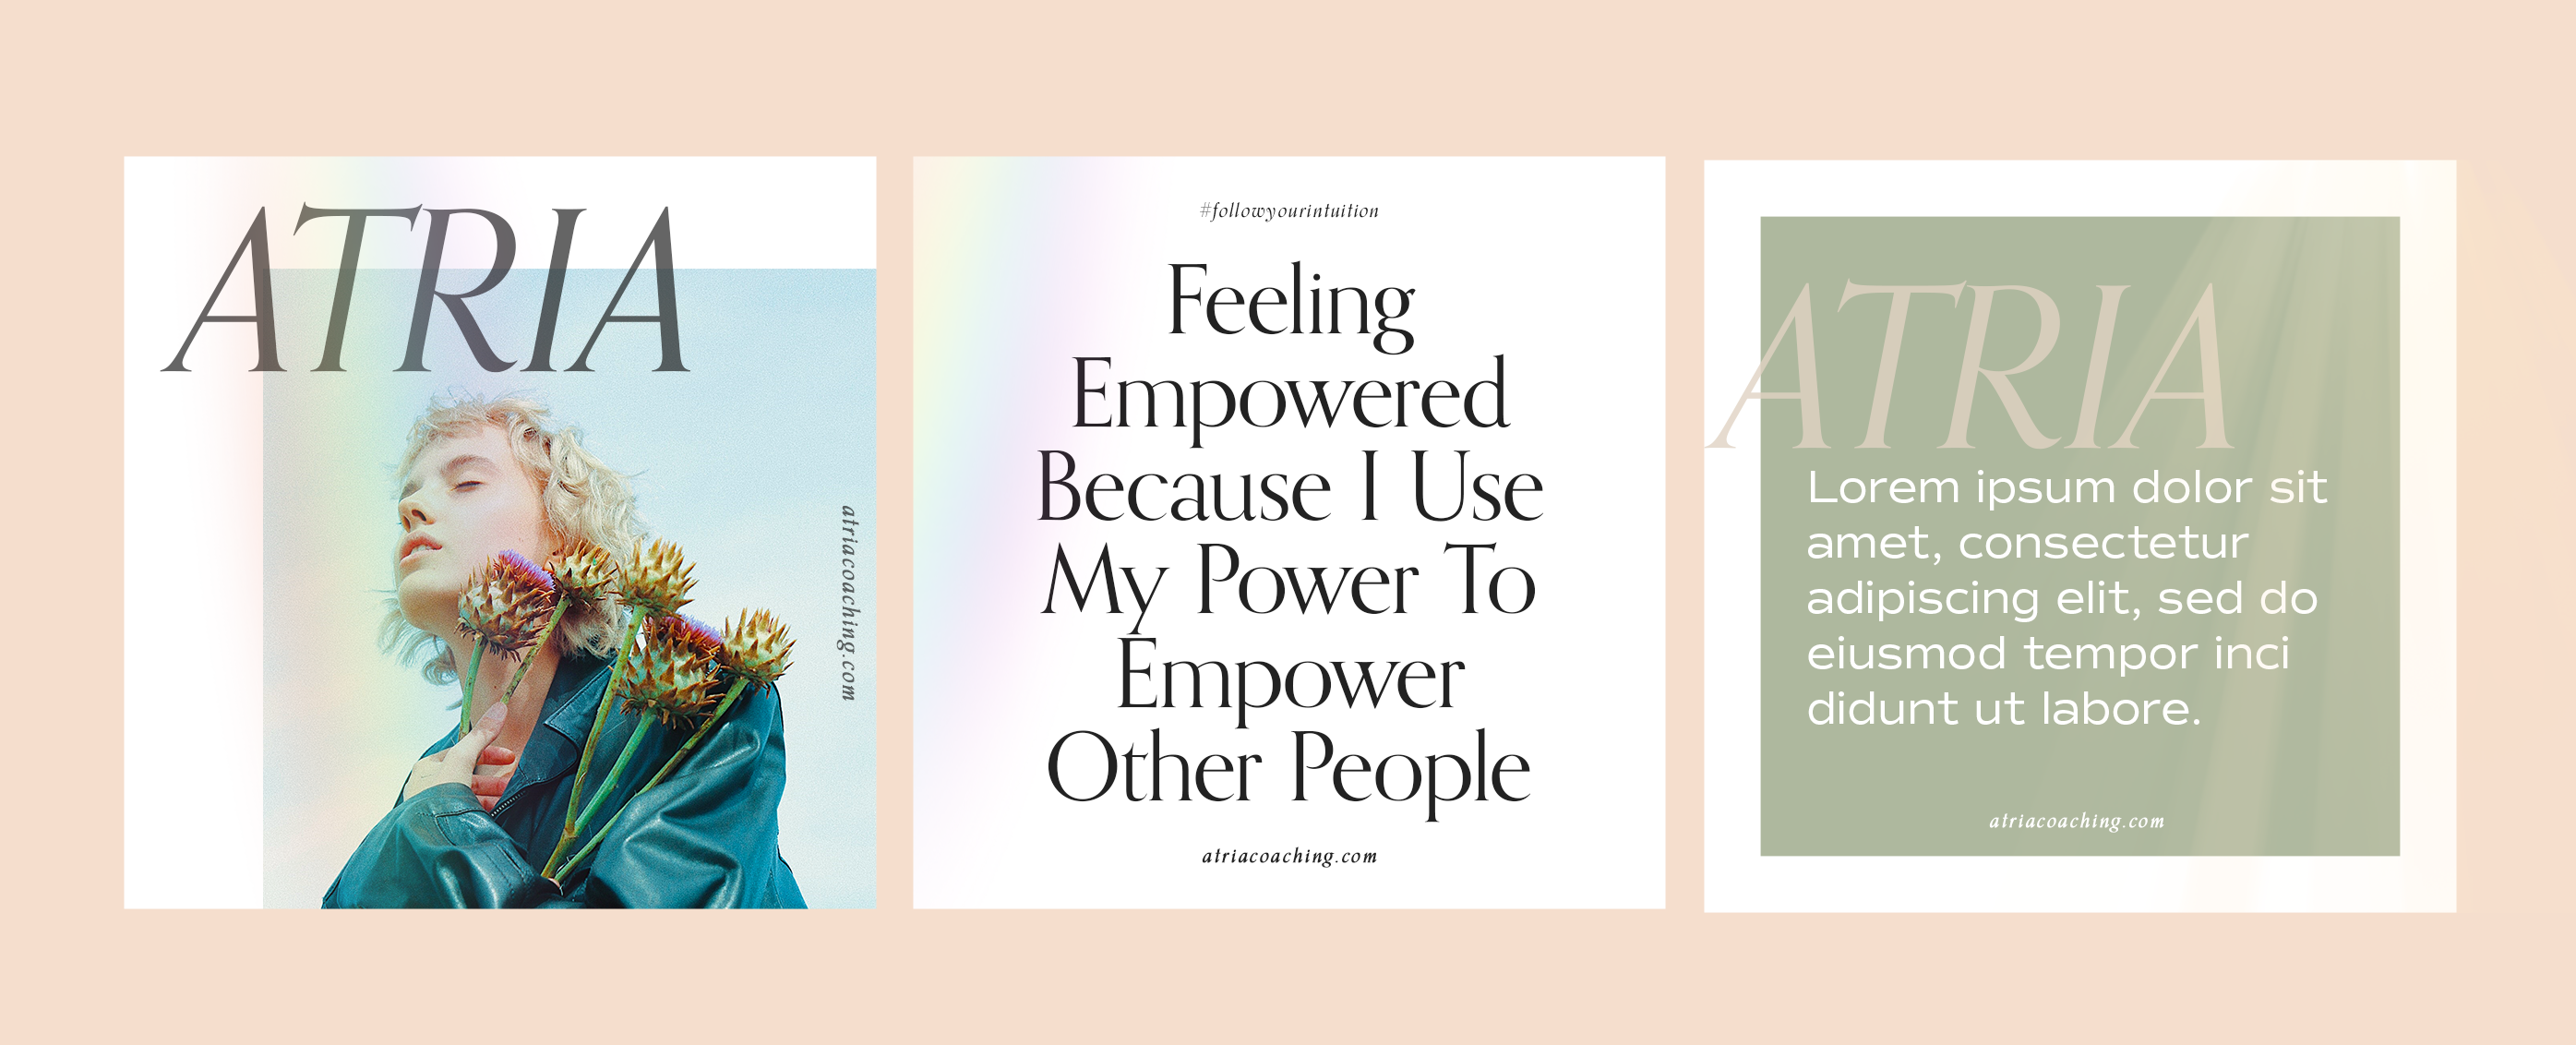 ATRIA
atriacoaching.com
#followyourintuition
Feeling
Empowered
Because I Use
My Power To
Empower
Other People
atriacoaching.com
ATRIA
Lorem ipsum dolor sit
amet, consectetur
adipiscing elit, sed do
eiusmod tempor inci
didunt ut labore.
atriacoaching.com